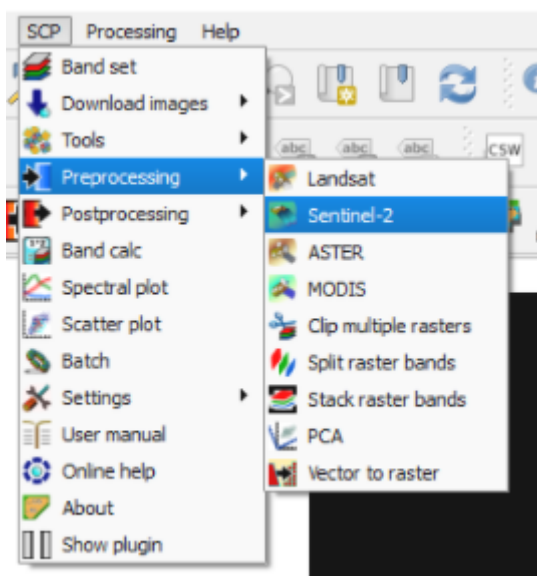 SCP Processing Help
Band set
Download images
Tools
Preprocessing
Postprocessing
Band calc
Spectral plot
Scatter plot
Batch
Settings
User manual
Online help
About
Show plugin
Landsat
Sentinel-2
ASTER
MODIS
Clip multiple rasters
Split raster bands
Stack raster bands
PCA
Vector to raster
abc abc abc CSW